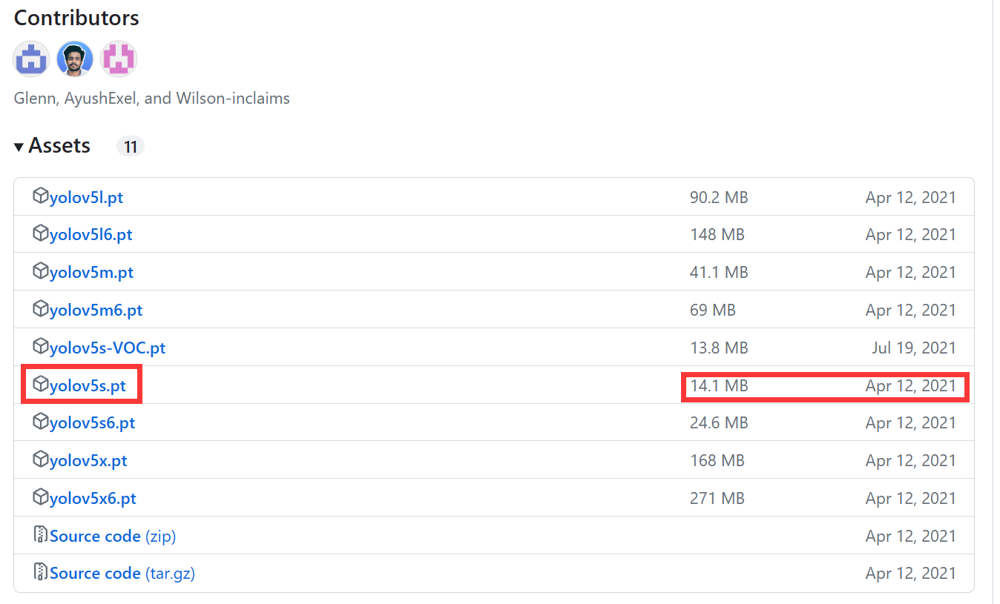 Contributors
Glenn, AyushExel, and Wilson-inclaims
Assets 11
yolov5l.pt 90.2 MB Apr 12, 2021
yolov5l6.pt 148 MB Apr 12, 2021
yolov5m.pt 41.1 MB Apr 12, 2021
yolov5m6.pt 69 MB Apr 12, 2021
yolov5s-VOC.pt 13.8 MB Jul 19, 2021
yolov5s.pt 14.1 MB Apr 12, 2021
yolov5s6.pt 24.6 MB Apr 12, 2021
yolov5x.pt 168 MB Apr 12, 2021
yolov5x6.pt 271 MB Apr 12, 2021
Source code (zip) Apr 12, 2021
Source code (tar.gz) Apr 12, 2021